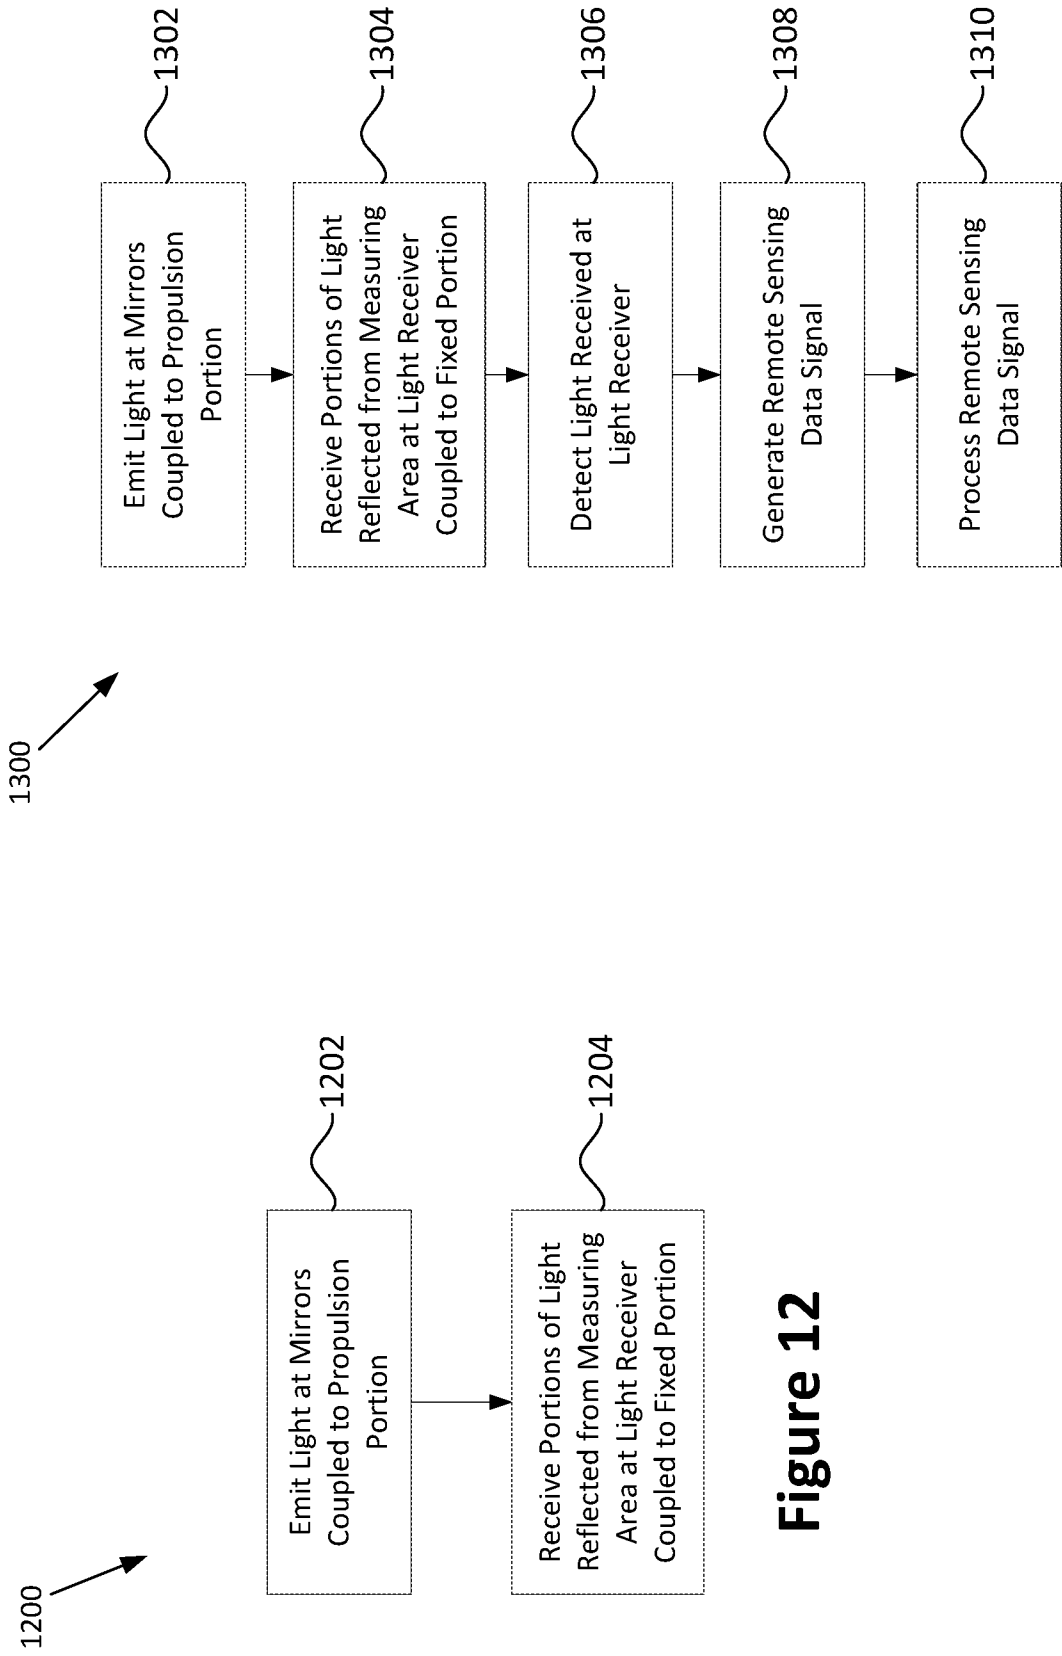 1200
Emit Light at Mirrors
Coupled to Propulsion
Portion
1202
Receive Portions of Light
Reflected from Measuring
Area at Light Receiver
Coupled to Fixed Portion
1204
Figure 12
1300
Emit Light at Mirrors
Coupled to Propulsion
Portion
1302
Receive Portions of Light
Reflected from Measuring
Area at Light Receiver
Coupled to Fixed Portion
1304
Detect Light Received at
Light Receiver
1306
Generate Remote Sensing
Data Signal
1308
Process Remote Sensing
Data Signal
1310